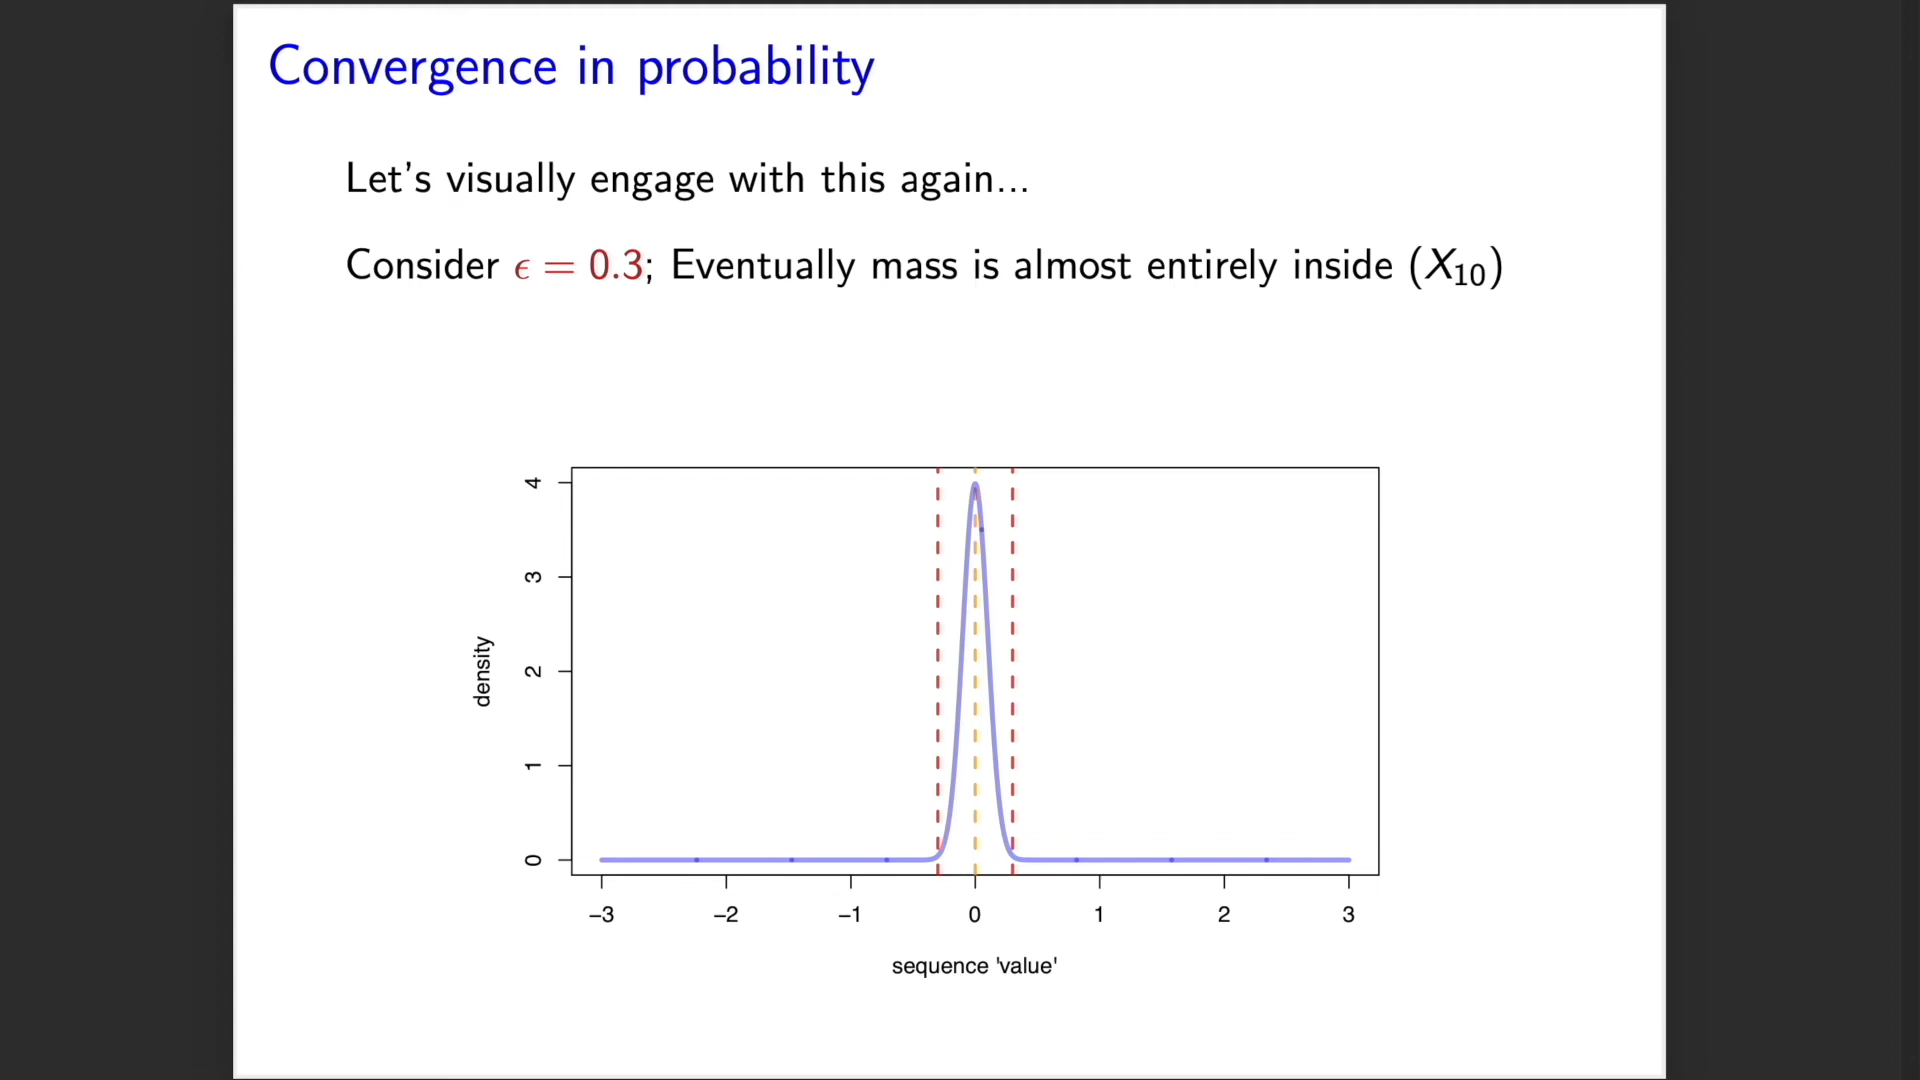 Convergence in probability
Let's visually engage with this again...
Consider ϵ = 0.3; Eventually mass is almost entirely inside (X₁₀)
4
3
2
1
0
density
−3 −2 −1 0 1 2 3
sequence 'value'